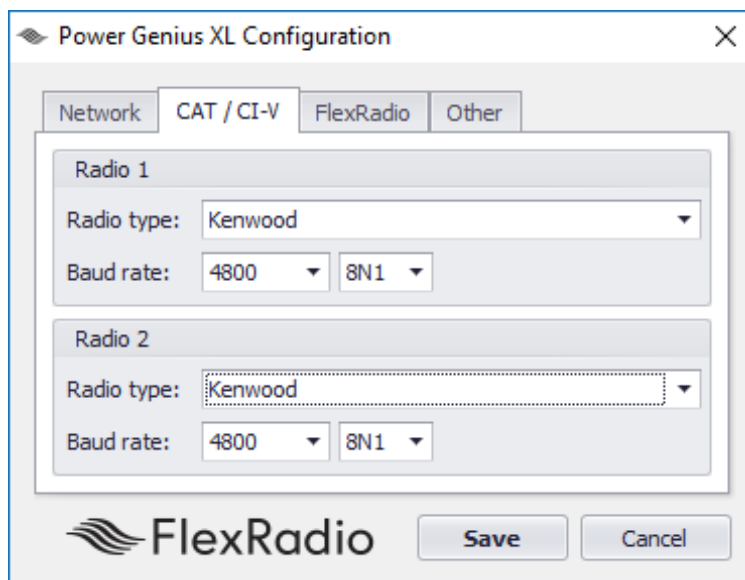 Power Genius XL Configuration
Network CAT / CI-V FlexRadio Other
Radio 1
Radio type: Kenwood
Baud rate: 4800 8N1
Radio 2
Radio type: Kenwood
Baud rate: 4800 8N1
FlexRadio Save Cancel